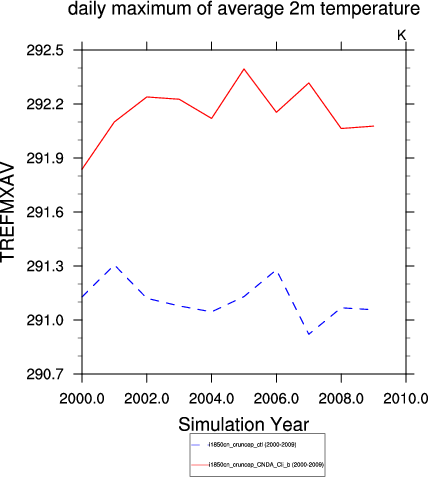 daily maximum of average 2m temperature
K
292.5
292.2
291.9
291.6
291.3
291.0
290.7
TREFMXAV
2000.0 2002.0 2004.0 2006.0 2008.0 2010.0
Simulation Year
i1850cn_cruncep_ctl (2000-2009)
i1850cn_cruncep_CNDA_Cli_b (2000-2009)